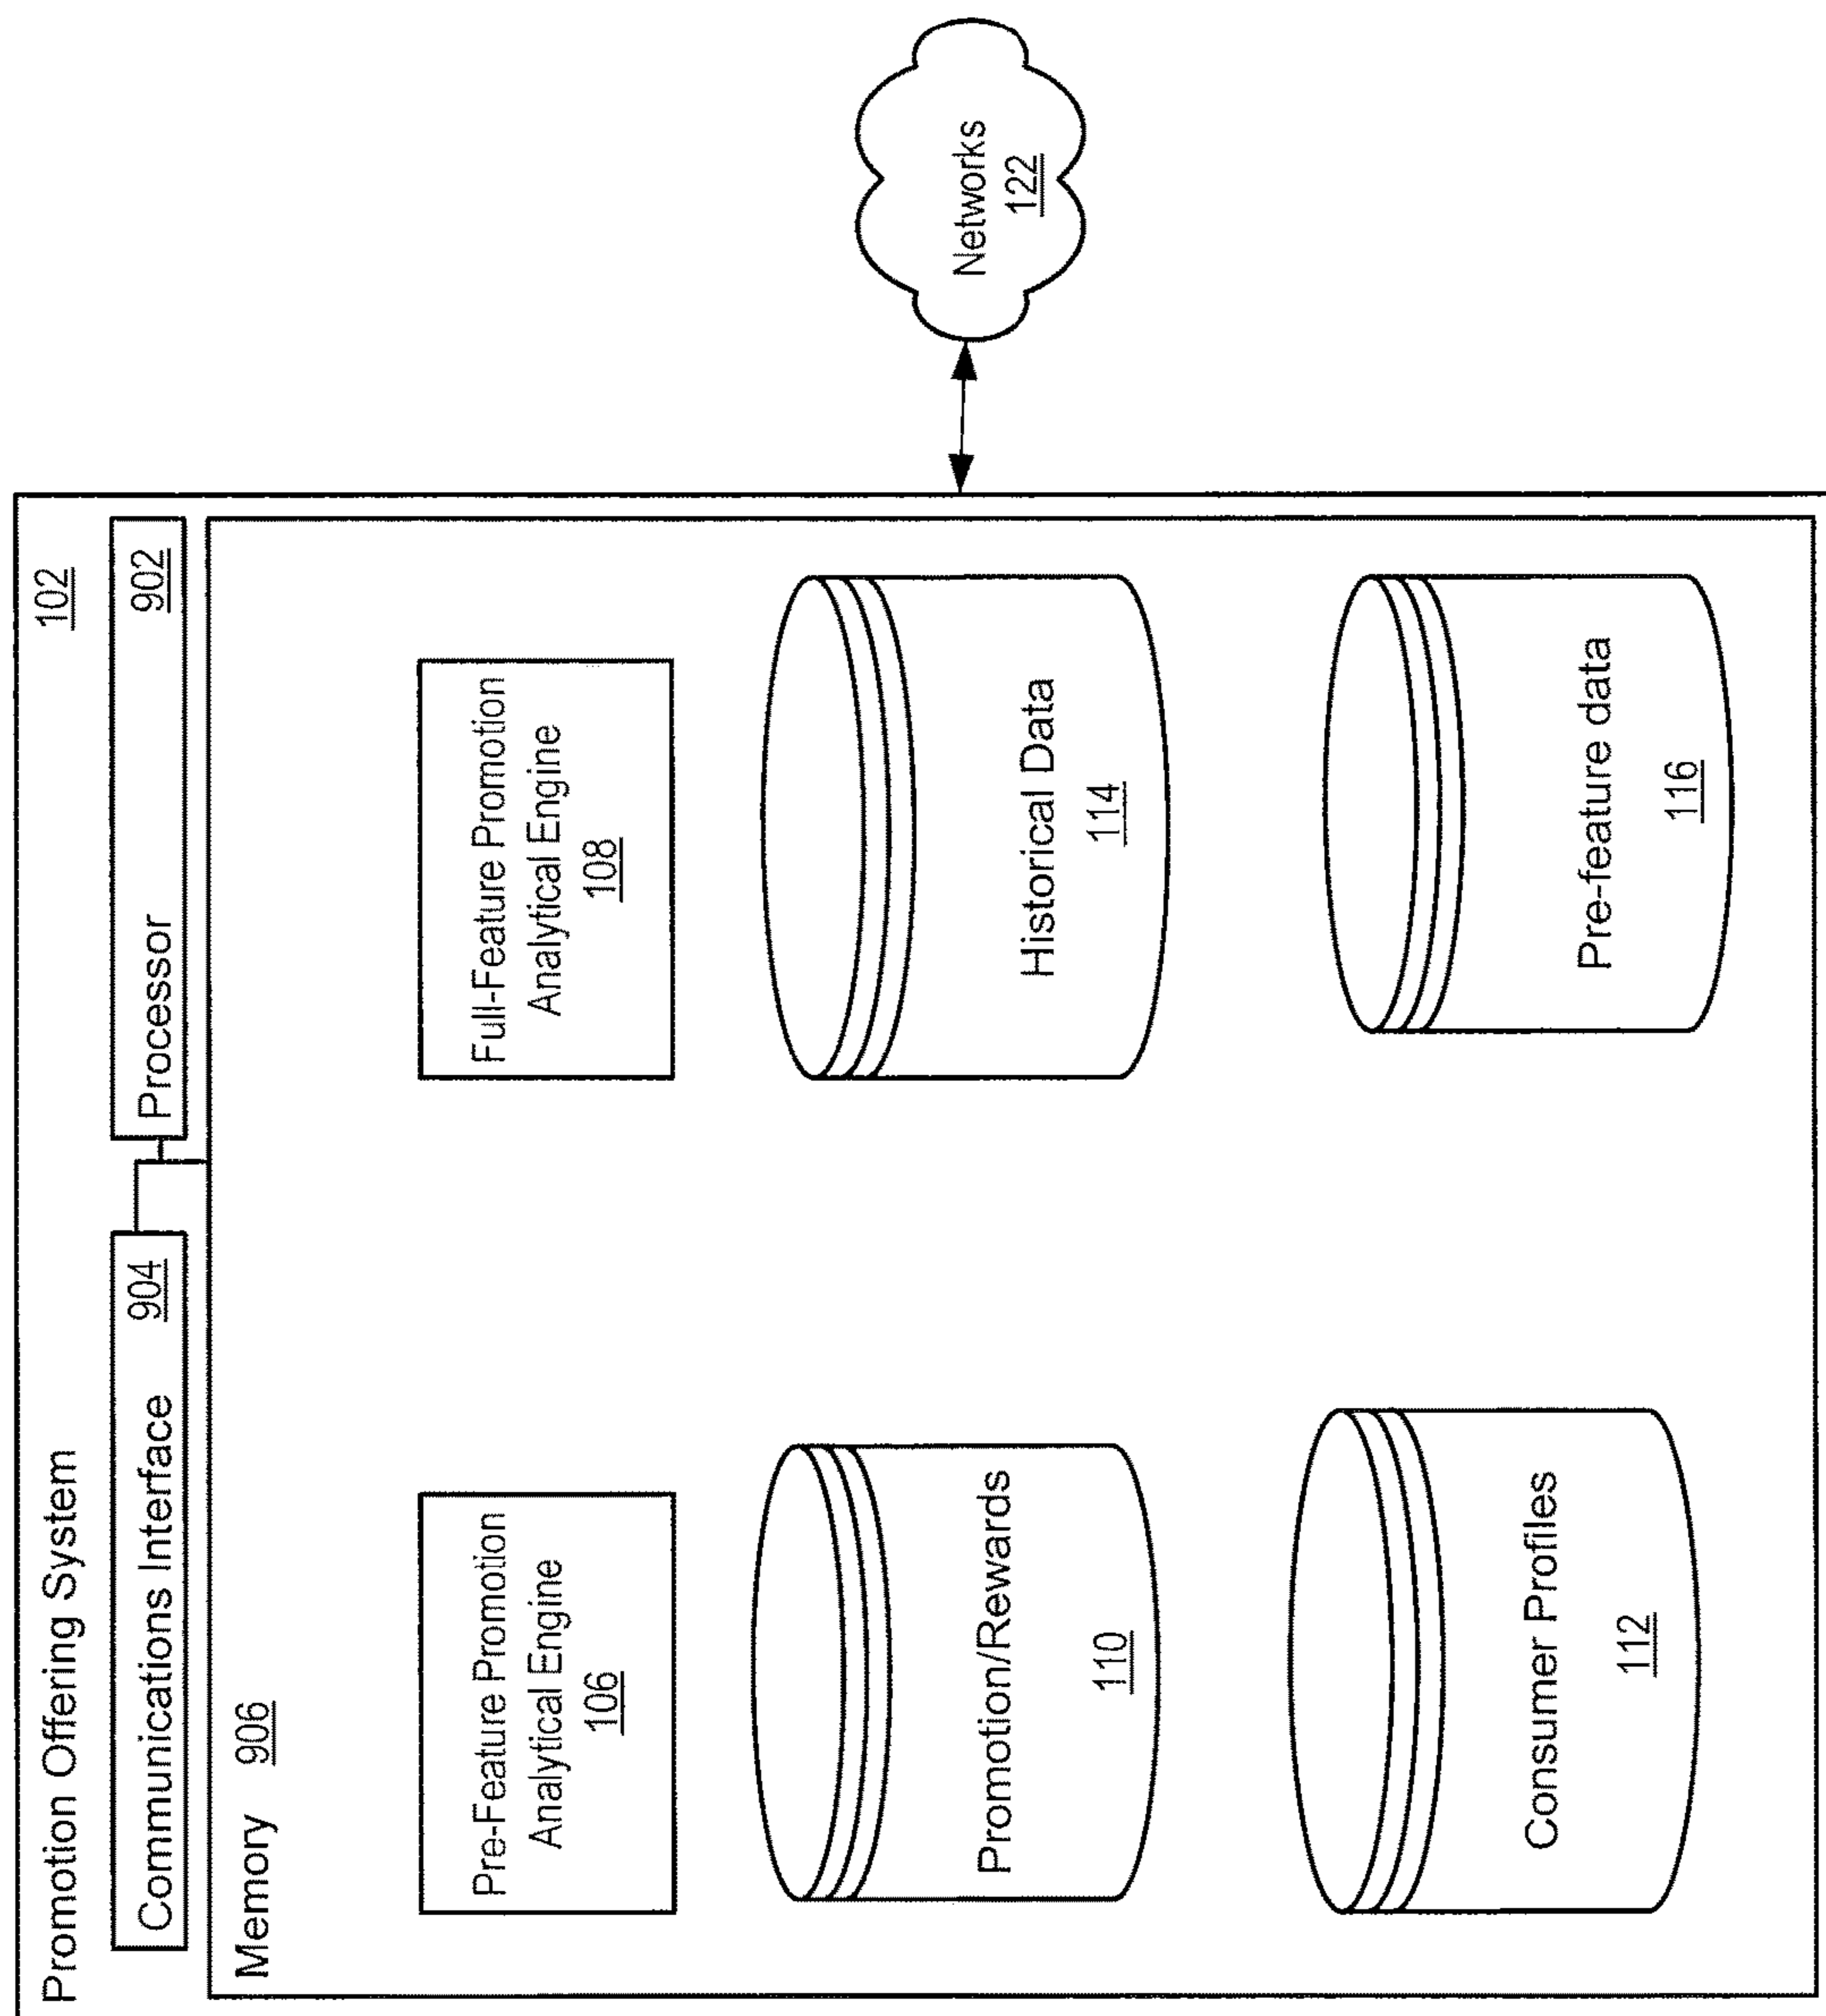 Promotion Offering System 102
Communications Interface 904
Processor 902
Memory 906
Pre-Feature Promotion
Analytical Engine
106
Full-Feature Promotion
Analytical Engine
108
Promotion/Rewards
110
Historical Data
114
Consumer Profiles
112
Pre-feature data
116
Networks
122